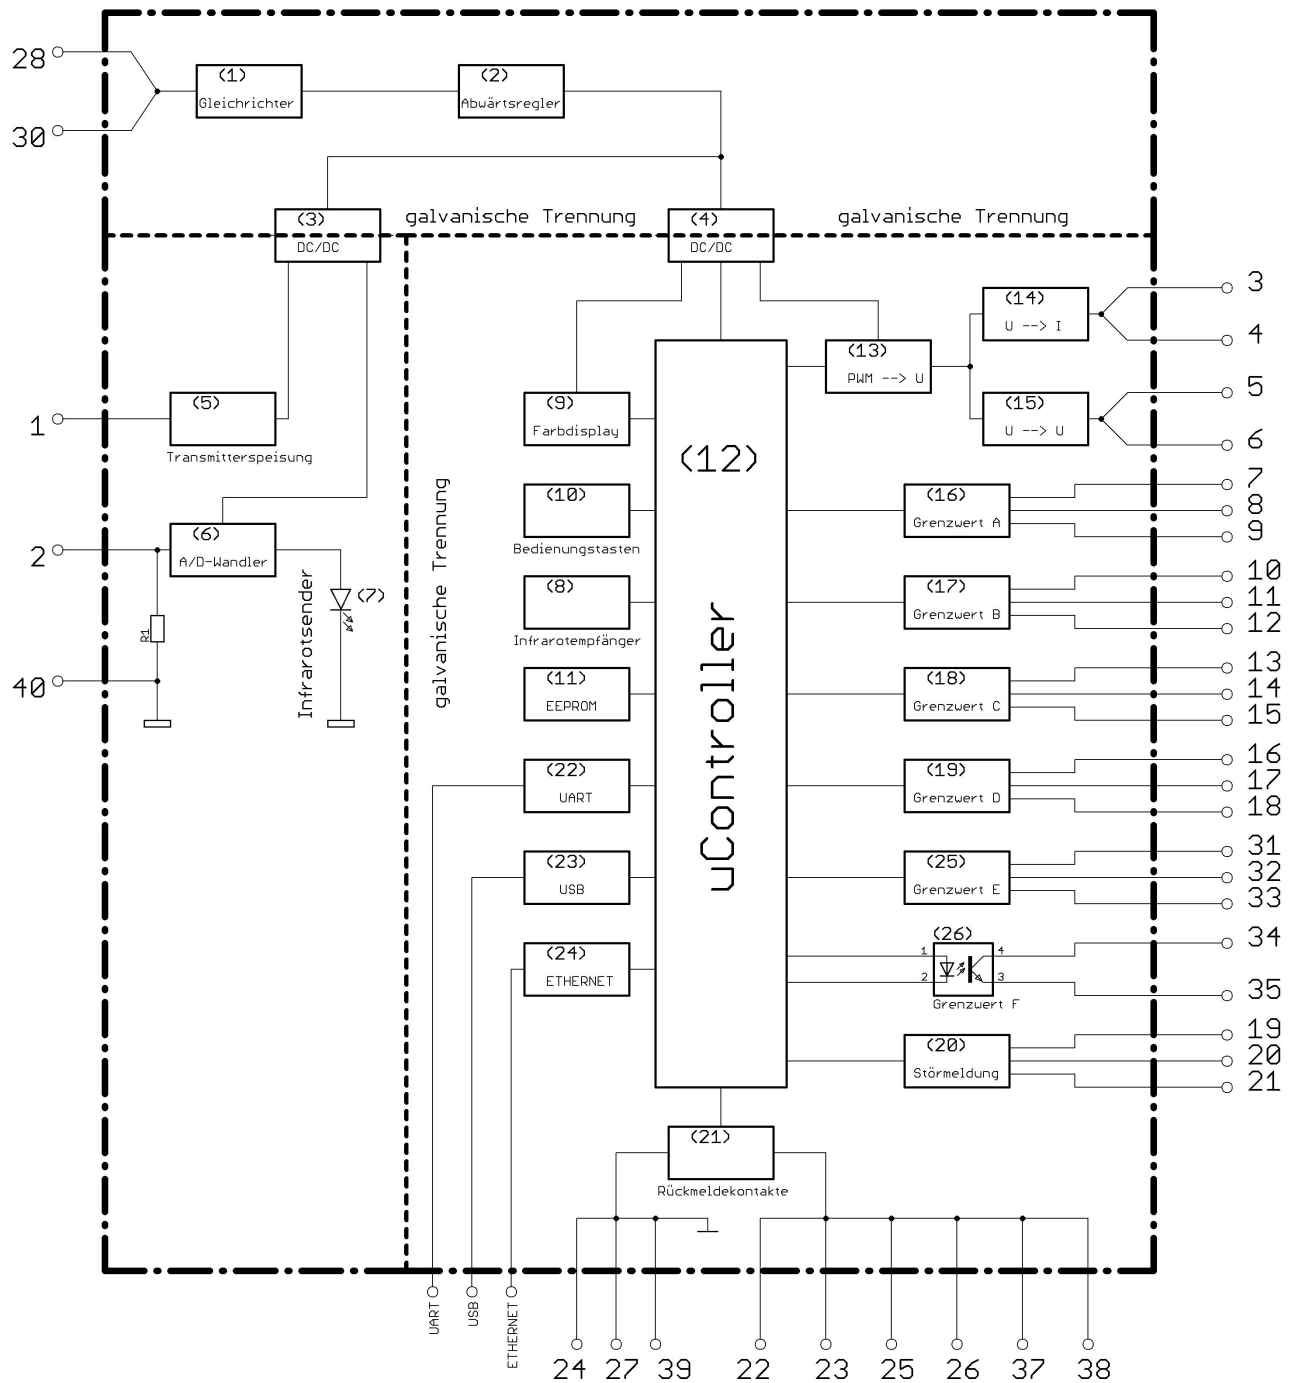 28
(1)
Gleichrichter
(2)
Abwärtsregler
30
(3)
DC/DC
galvanische Trennung
(4)
DC/DC
galvanische Trennung
3
(14)
U --> I
4
(13)
PWM --> U
5
(15)
U --> U
6
1
(5)
Transmitterspeisung
(9)
Farbdisplay
(12)
uController
7
(16)
8
Grenzwert A
9
(10)
Bedienungstasten
galvanische Trennung
2
(6)
A/D-Wandler
(7)
Infrarotsender
R1
40
(8)
Infrarotempfänger
10
(17)
11
Grenzwert B
12
(11)
EEPROM
13
(18)
14
Grenzwert C
15
(22)
UART
16
(19)
17
Grenzwert D
18
(23)
USB
31
(25)
32
Grenzwert E
33
(24)
ETHERNET
(26)
1
2
4
3
Grenzwert F
34
35
19
(20)
20
Störmeldung
21
(21)
Rückmeldekontakte
UART
USB
ETHERNET
24
27
39
22
23
25
26
37
38